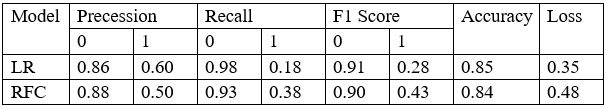 Model Precession Recall F1 Score Accuracy Loss
0 1 0 1 0 1
LR 0.86 0.60 0.98 0.18 0.91 0.28 0.85 0.35
RFC 0.88 0.50 0.93 0.38 0.90 0.43 0.84 0.48